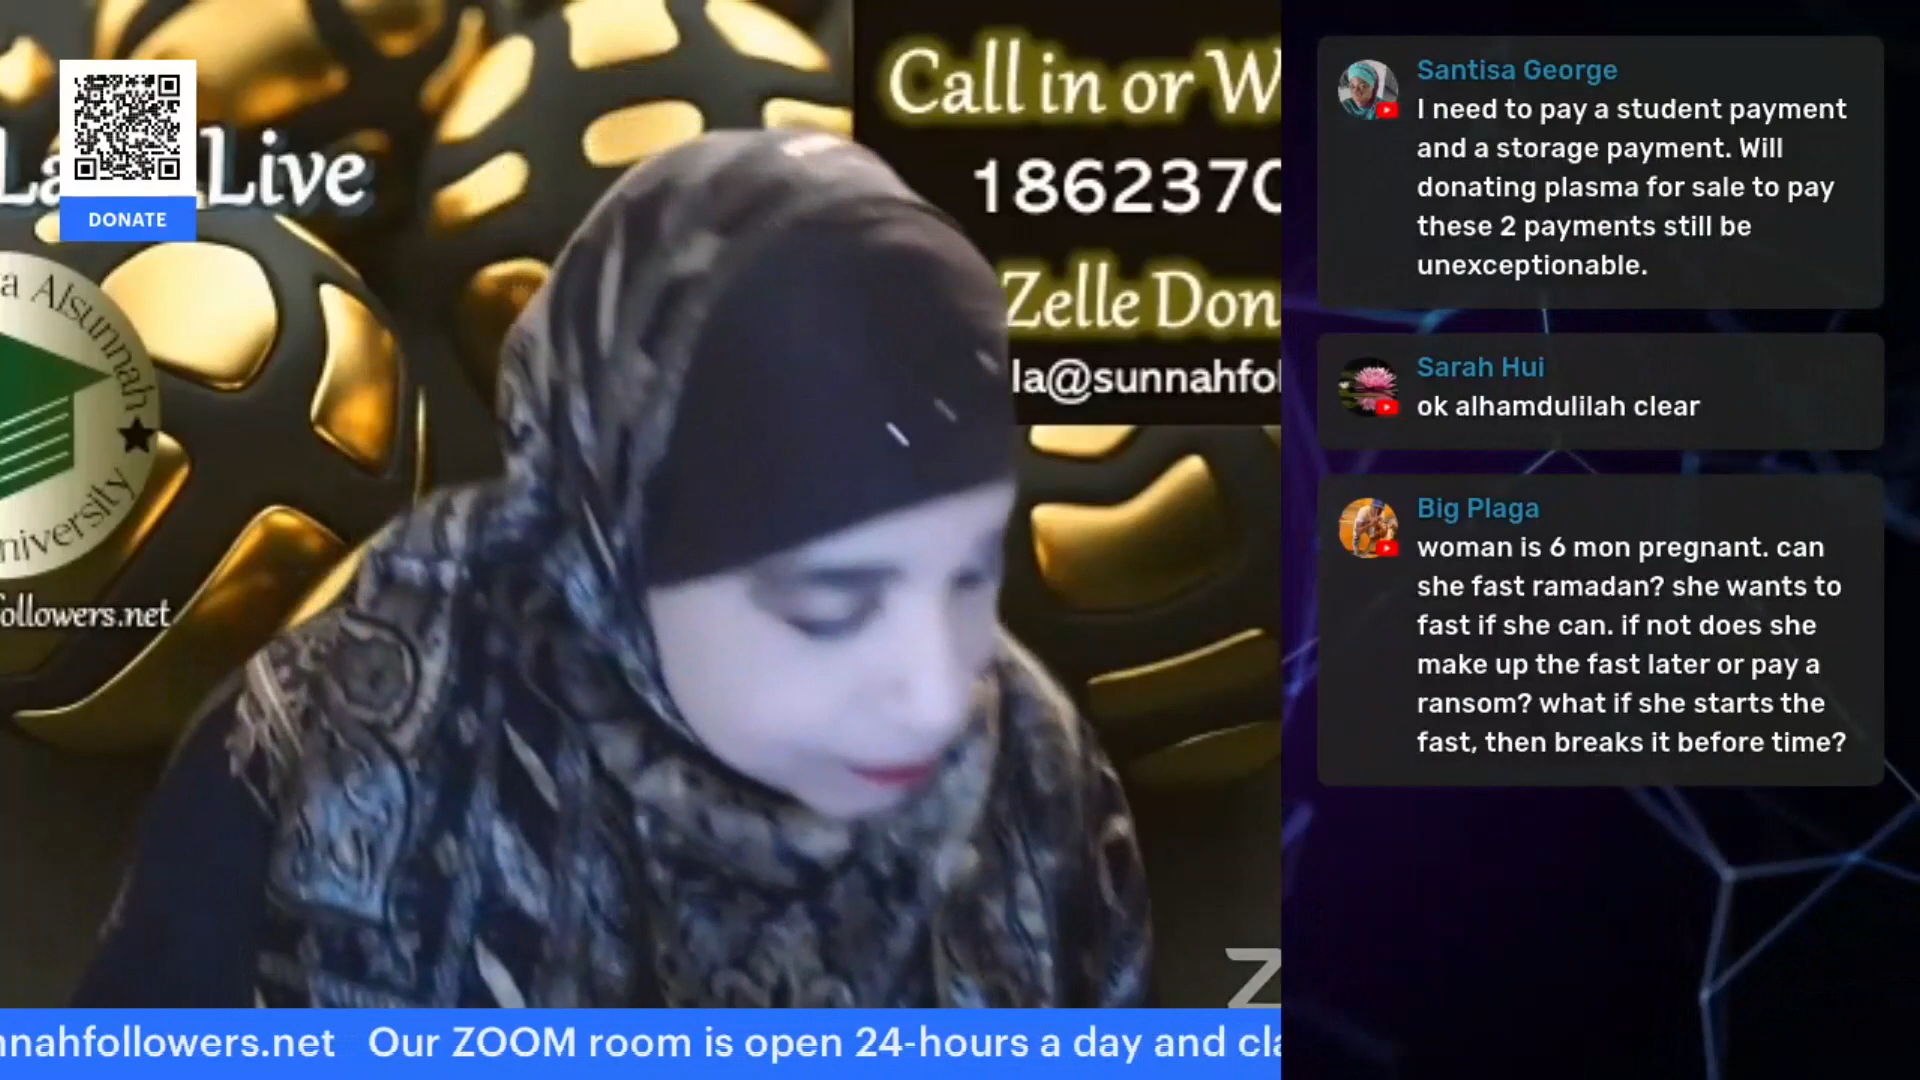 La Live
DONATE
a Alsunnah
niversity
followers.net
Call in or W
1862370
Zelle Don
la@sunnahfol
Z
nnahfollowers.net Our ZOOM room is open 24-hours a day and cla
Santisa George
I need to pay a student payment
and a storage payment. Will
donating plasma for sale to pay
these 2 payments still be
unexceptionable.
Sarah Hui
ok alhamdulilah clear
Big Plaga
woman is 6 mon pregnant. can
she fast ramadan? she wants to
fast if she can. if not does she
make up the fast later or pay a
ransom? what if she starts the
fast, then breaks it before time?